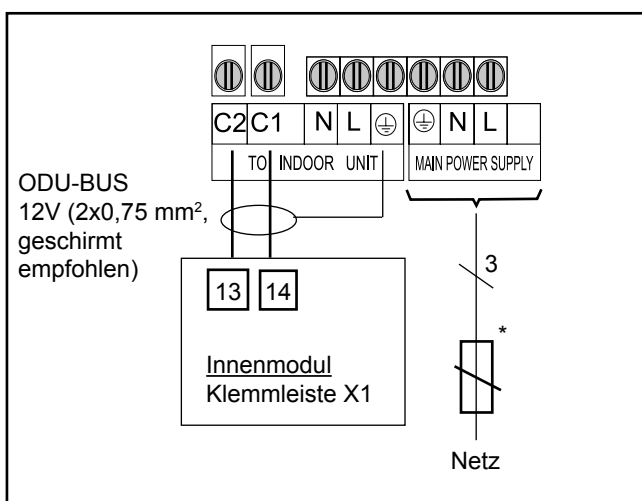 C2 C1 N L N L
TO INDOOR UNIT MAIN POWER SUPPLY
ODU-BUS
12V (2x0,75 mm²,
geschirmt
empfohlen)
3
13 14
*
Innenmodul
Klemmleiste X1
Netz